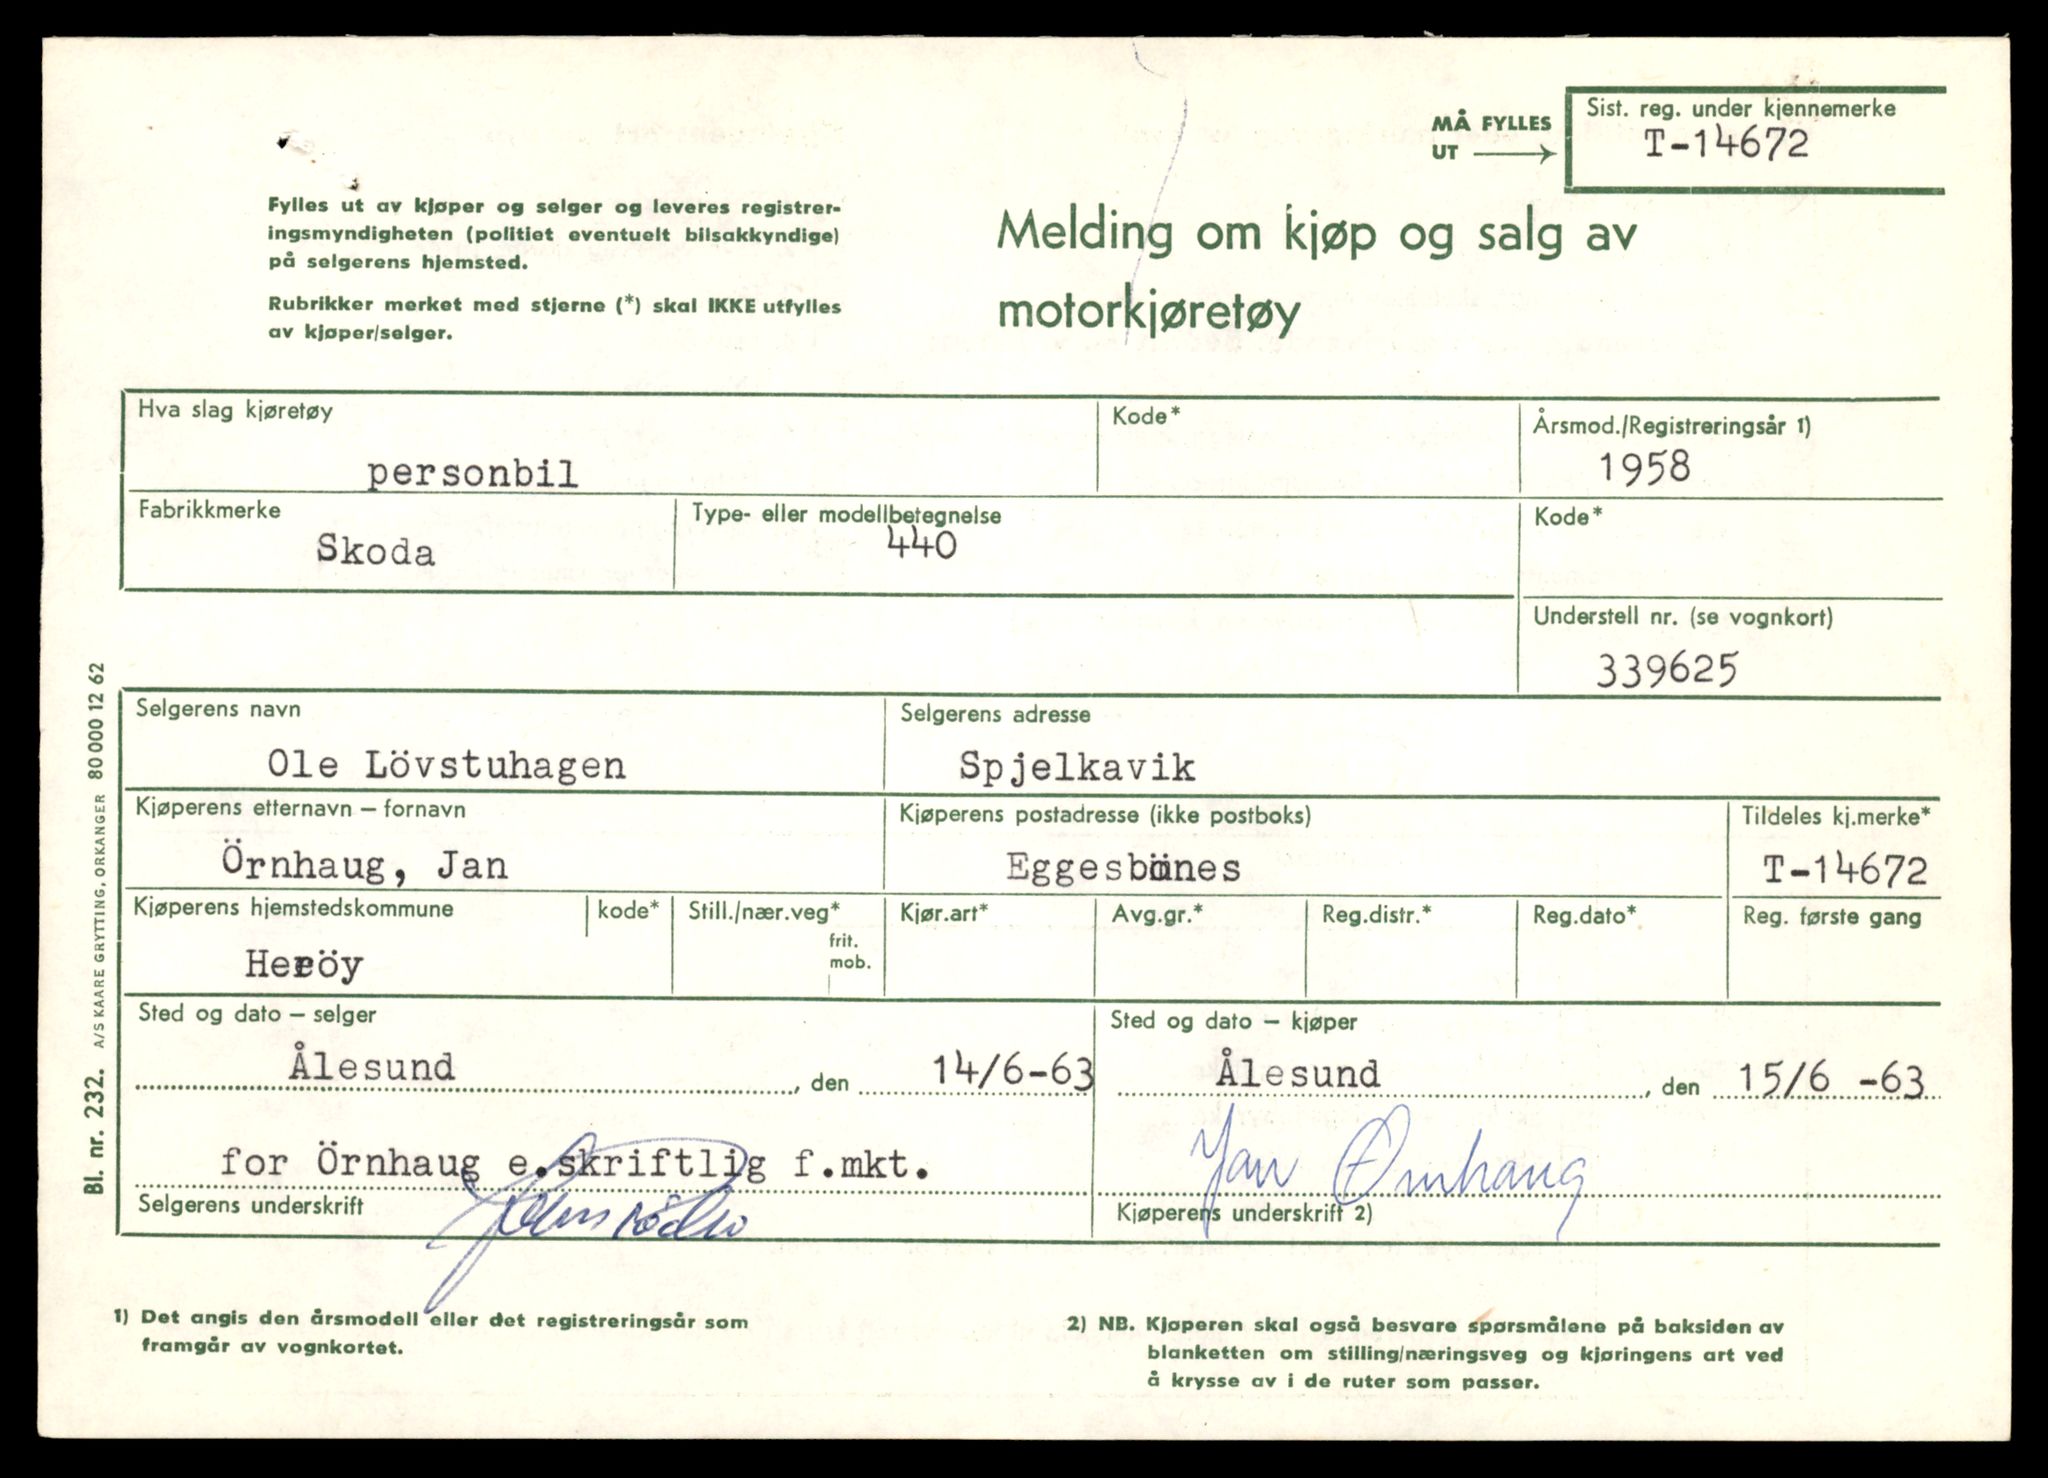 MÅ FYLLES
UT
Sist. reg. under kjennemerke
T-14672
Fylles ut av kjøper og selger og leveres registrer-
ingsmyndigheten (politiet eventuelt bilsakkyndige)
på selgerens hjemsted.
Rubrikker merket med stjerne (*) skal IKKE utfylles
av kjøper/selger.
Melding om kjøp og salg av
motorkjøretøy
Hva slag kjøretøy
personbil
Kode*
Årsmod./Registreringsår 1)
1958
Fabrikkmerke
Skoda
Type- eller modellbetegnelse
440
Kode*
Understell nr. (se vognkort)
339625
Selgerens navn
Ole Lövstuhagen
Selgerens adresse
Spjelkavik
Kjøperens etternavn – fornavn
Örnhaug, Jan
Kjøperens postadresse (ikke postboks)
Eggesbönes
Tildeles kj.merke*
T-14672
Kjøperens hjemstedskommune
Heröy
kode*
Still./nær.veg*
frit.
mob.
Kjør.art*
Avg.gr.*
Reg.distr.*
Reg.dato*
Reg. første gang
Sted og dato – selger
Ålesund, den 14/6-63
Sted og dato – kjøper
Ålesund, den 15/6 -63
for Örnhaug e.skriftlig f.mkt.
Selgerens underskrift
Jan Ørnhaug
Kjøperens underskrift 2)
1) Det angis den årsmodell eller det registreringsår som
framgår av vognkortet.
2) NB. Kjøperen skal også besvare spørsmålene på baksiden av
blanketten om stilling/næringsveg og kjøringens art ved
å krysse av i de ruter som passer.
Bl. nr. 232. A/S KAARE GRYTTING, ORKANGER 80 000 12 62